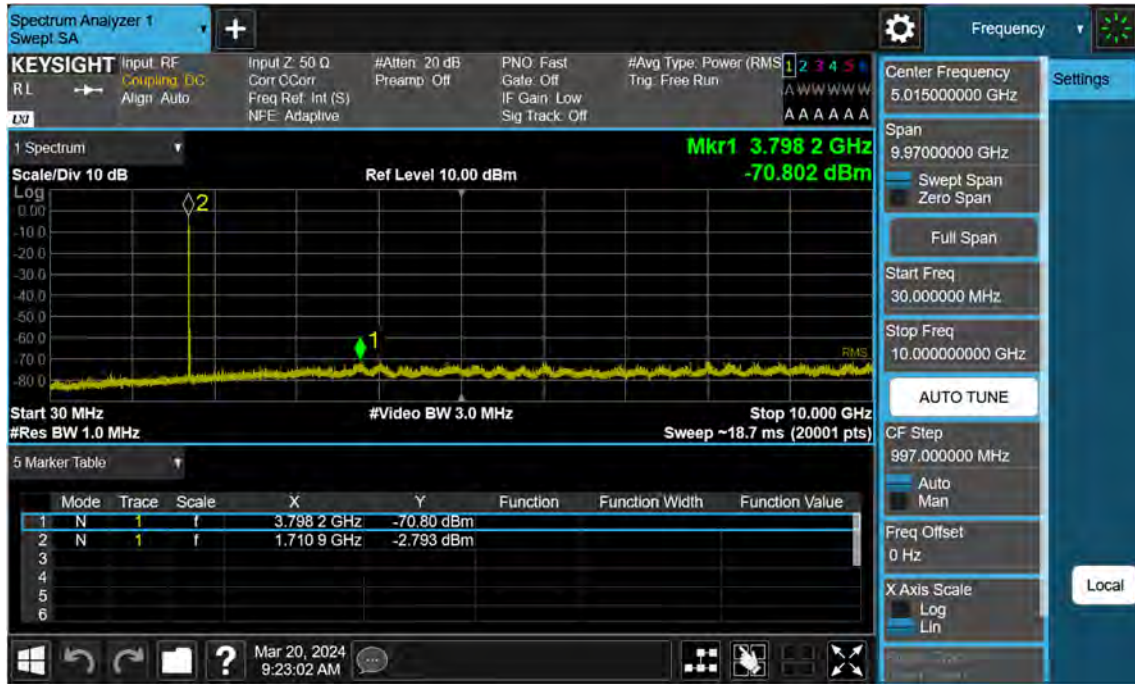 Spectrum Analyzer 1
Swept SA
+
Frequency
KEYSIGHT
RL
LXI
Input: RF
Coupling: DC
Align: Auto
Input Z: 50 Ω
Corr CCorr
Freq Ref: Int (S)
NFE: Adaptive
#Atten: 20 dB
Preamp: Off
PNO: Fast
Gate: Off
IF Gain: Low
Sig Track: Off
#Avg Type: Power (RMS
Trig: Free Run
1 2 3 4 5 6
A W W W W W
A A A A A A
Center Frequency
5.015000000 GHz
Settings
Span
9.97000000 GHz
Swept Span
Zero Span
Full Span
Start Freq
30.000000 MHz
Stop Freq
10.000000000 GHz
AUTO TUNE
CF Step
997.000000 MHz
Auto
Man
Freq Offset
0 Hz
X Axis Scale
Log
Lin
Local
1 Spectrum
Scale/Div 10 dB
Ref Level 10.00 dBm
Mkr1 3.798 2 GHz
-70.802 dBm
Log
0.00
-10.0
-20.0
-30.0
-40.0
-50.0
-60.0
-70.0
-80.0
2
1
RMS
Start 30 MHz
#Video BW 3.0 MHz
Stop 10.000 GHz
#Res BW 1.0 MHz
Sweep ~18.7 ms (20001 pts)
5 Marker Table
Mode Trace Scale X Y Function Function Width Function Value
1 N 1 f 3.798 2 GHz -70.80 dBm
2 N 1 f 1.710 9 GHz -2.793 dBm
3
4
5
6
?
Mar 20, 2024
9:23:02 AM